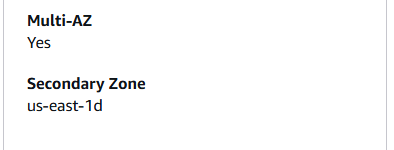 Multi-AZ
Yes
Secondary Zone
us-east-1d